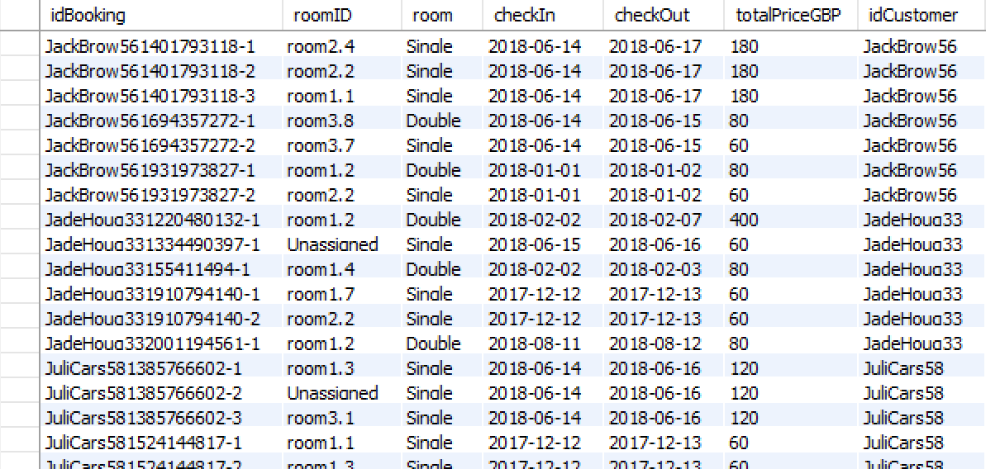 idBooking roomID room checkIn checkOut totalPriceGBP idCustomer
JackBrow561401793118-1 room2.4 Single 2018-06-14 2018-06-17 180 JackBrow56
JackBrow561401793118-2 room2.2 Single 2018-06-14 2018-06-17 180 JackBrow56
JackBrow561401793118-3 room1.1 Single 2018-06-14 2018-06-17 180 JackBrow56
JackBrow561694357272-1 room3.8 Double 2018-06-14 2018-06-15 80 JackBrow56
JackBrow561694357272-2 room3.7 Single 2018-06-14 2018-06-15 60 JackBrow56
JackBrow561931973827-1 room1.2 Double 2018-01-01 2018-01-02 80 JackBrow56
JackBrow561931973827-2 room2.2 Single 2018-01-01 2018-01-02 60 JackBrow56
JadeHoug331220480132-1 room1.2 Double 2018-02-02 2018-02-07 400 JadeHoug33
JadeHoug331334490397-1 Unassigned Single 2018-06-15 2018-06-16 60 JadeHoug33
JadeHoug33155411494-1 room1.4 Double 2018-02-02 2018-02-03 80 JadeHoug33
JadeHoug331910794140-1 room1.7 Single 2017-12-12 2017-12-13 60 JadeHoug33
JadeHoug331910794140-2 room2.2 Single 2017-12-12 2017-12-13 60 JadeHoug33
JadeHoug332001194561-1 room1.2 Double 2018-08-11 2018-08-12 80 JadeHoug33
JuliCars581385766602-1 room1.3 Single 2018-06-14 2018-06-16 120 JuliCars58
JuliCars581385766602-2 Unassigned Single 2018-06-14 2018-06-16 120 JuliCars58
JuliCars581385766602-3 room3.1 Single 2018-06-14 2018-06-16 120 JuliCars58
JuliCars581524144817-1 room1.1 Single 2017-12-12 2017-12-13 60 JuliCars58
JuliCars581524144817-2 room1.3 Single 2017-12-12 2017-12-13 60 JuliCars58